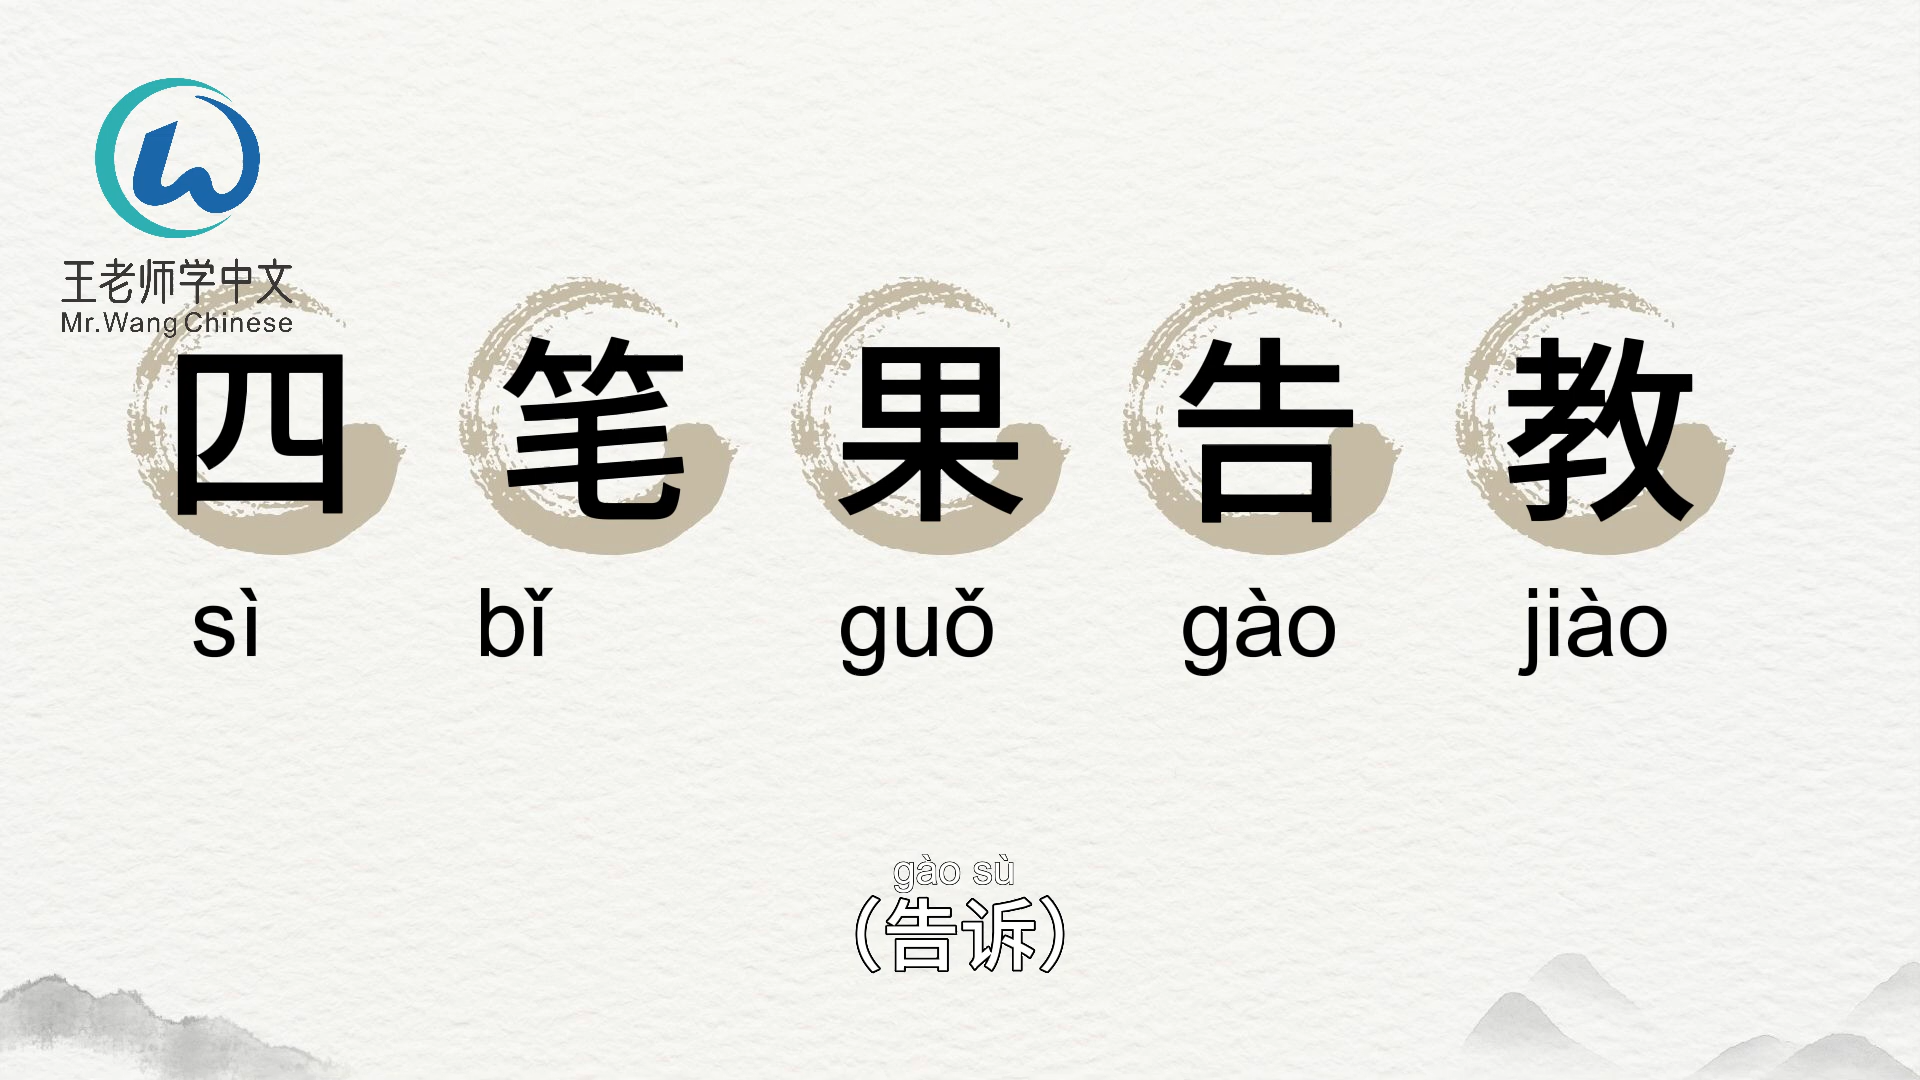 王老师学中文
Mr.Wang Chinese
四 笔 果 告 教
sì bǐ guǒ gào jiào
gào sù
（告诉）